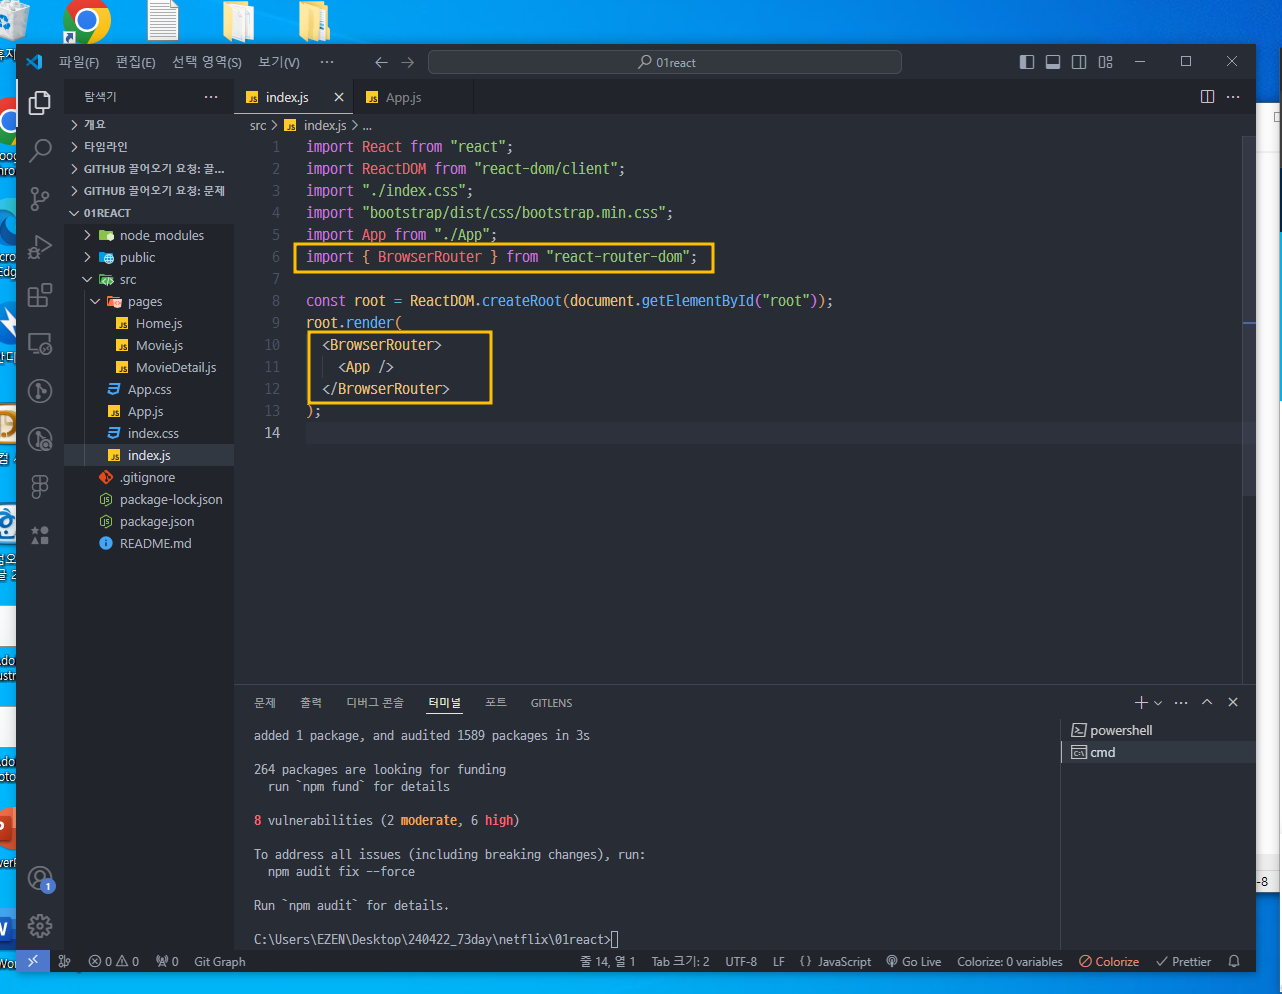 파일(F) 편집(E) 선택 영역(S) 보기(V) ··· 01react
탐색기 ···
index.js App.js
개요
타임라인
GITHUB 끌어오기 요청: 끌...
GITHUB 끌어오기 요청: 문제
01REACT
node_modules
public
src
pages
Home.js
Movie.js
MovieDetail.js
App.css
App.js
index.css
index.js
.gitignore
package-lock.json
package.json
README.md
src > index.js > ...
1 import React from "react";
2 import ReactDOM from "react-dom/client";
3 import "./index.css";
4 import "bootstrap/dist/css/bootstrap.min.css";
5 import App from "./App";
6 import { BrowserRouter } from "react-router-dom";
7
8 const root = ReactDOM.createRoot(document.getElementById("root"));
9 root.render(
10 <BrowserRouter>
11 <App />
12 </BrowserRouter>
13 );
14
문제 출력 디버그 콘솔 터미널 포트 GITLENS
added 1 package, and audited 1589 packages in 3s
264 packages are looking for funding
run `npm fund` for details
8 vulnerabilities (2 moderate, 6 high)
To address all issues (including breaking changes), run:
npm audit fix --force
Run `npm audit` for details.
C:\Users\EZEN\Desktop\240422_73day\netflix\01react>
powershell
cmd
1
0 0 0 Git Graph 줄 14, 열 1 Tab 크기: 2 UTF-8 LF {} JavaScript Go Live Colorize: 0 variables Colorize Prettier
-8